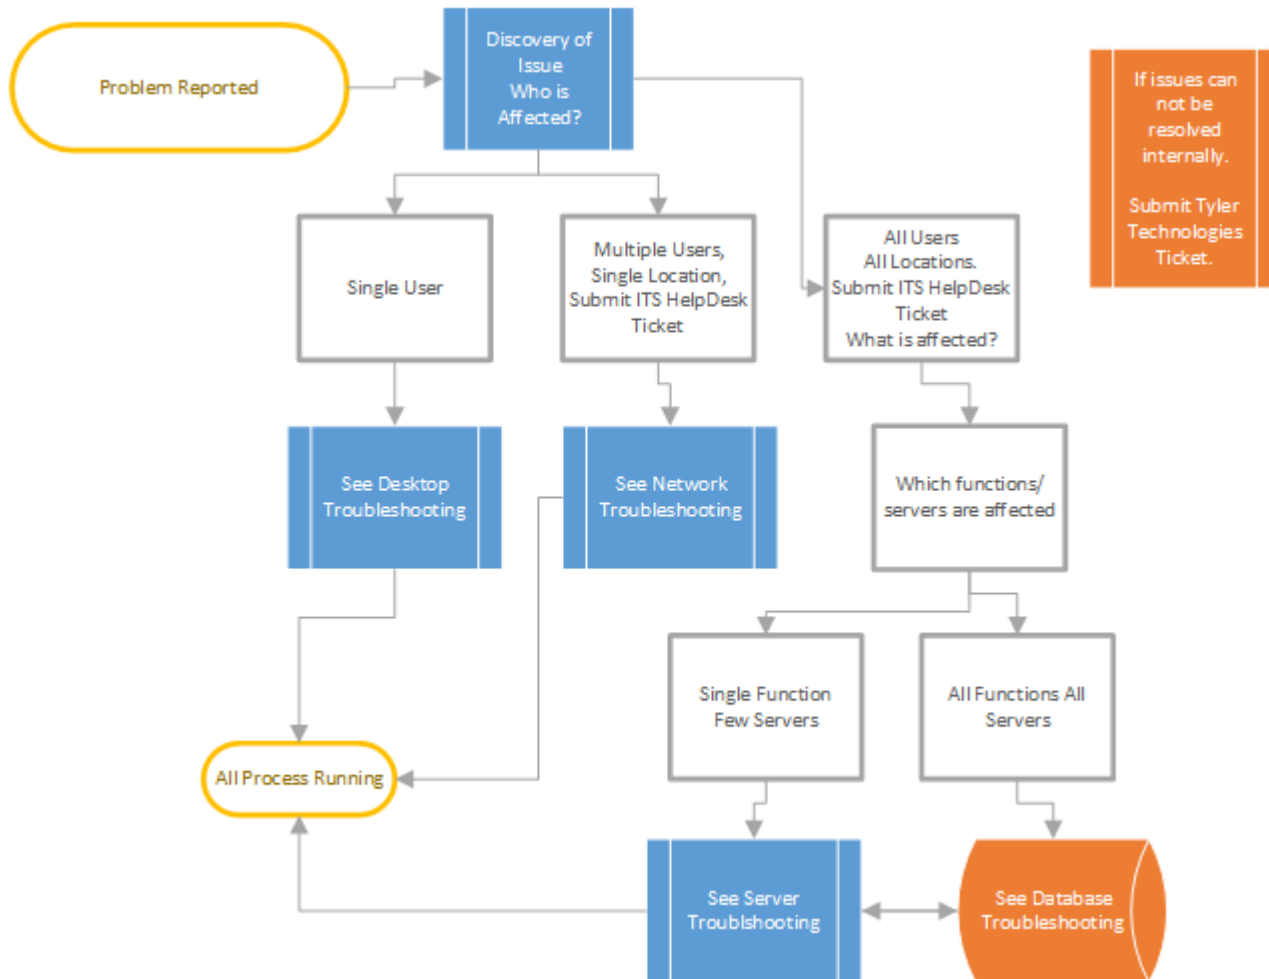 Problem Reported
Discovery of
Issue
Who is
Affected?
If issues can
not be
resolved
internally.
Submit Tyler
Technologies
Ticket.
Single User
Multiple Users,
Single Location,
Submit ITS HelpDesk
Ticket
All Users
All Locations.
Submit ITS HelpDesk
Ticket
What is affected?
See Desktop
Troubleshooting
See Network
Troubleshooting
Which functions/
servers are affected
Single Function
Few Servers
All Functions All
Servers
All Process Running
See Server
Troublshooting
See Database
Troubleshooting